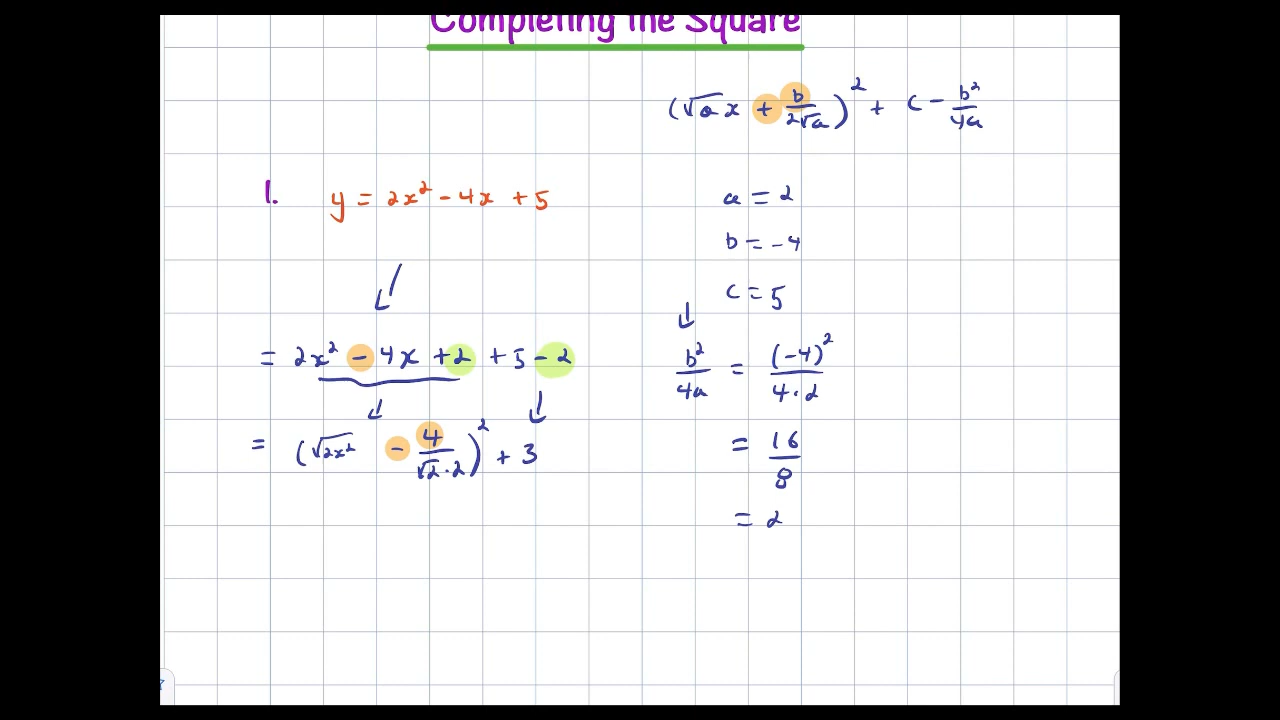 Completing the Square
(√a x + b/2√a)² + c - b²/4a
1. y = 2x² - 4x + 5
a = 2
b = -4
c = 5
= 2x² - 4x + 2 + 5 - 2
b²/4a = (-4)²/4·2
= (√2x² - 4/√2·2)² + 3
= 16/8
= 2